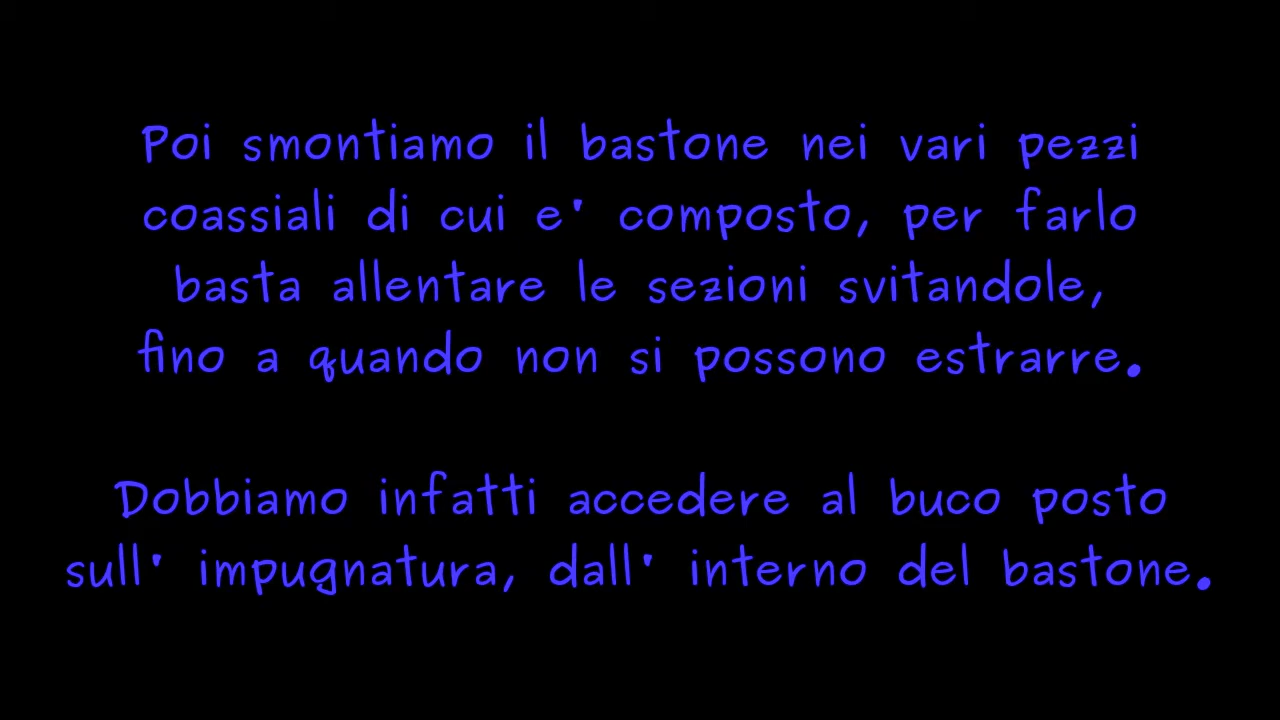 Poi smontiamo il bastone nei vari pezzi
coassiali di cui e' composto, per farlo
basta allentare le sezioni svitandole,
fino a quando non si possono estrarre.
Dobbiamo infatti accedere al buco posto
sull' impugnatura, dall' interno del bastone.